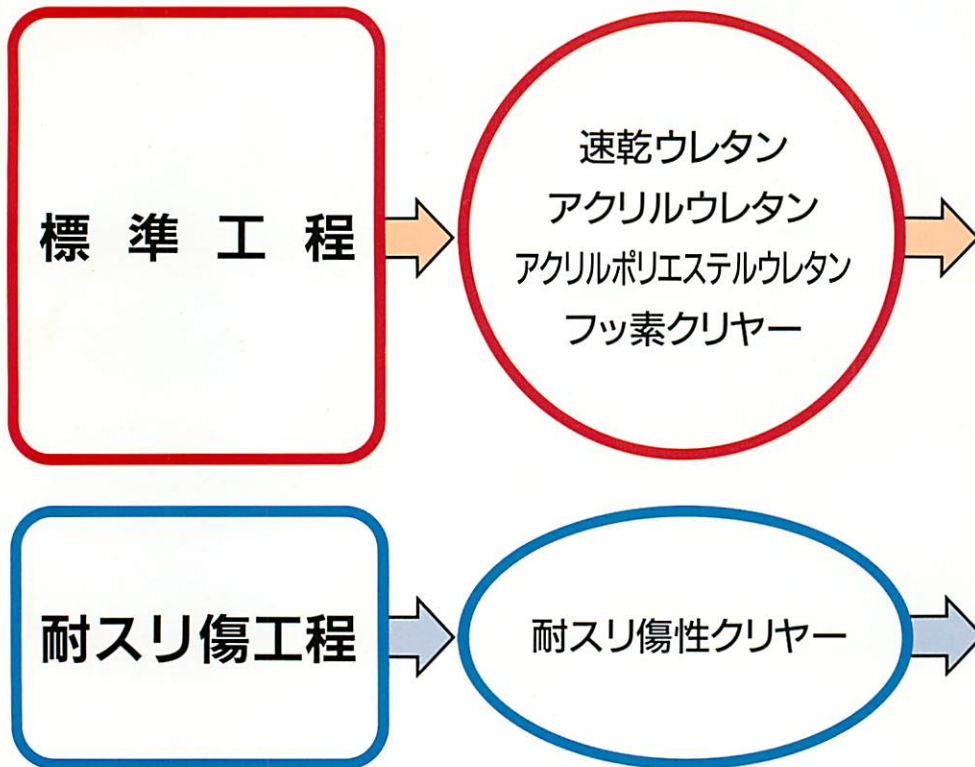 標準工程
速乾ウレタン
アクリルウレタン
アクリルポリエステルウレタン
フッ素クリヤー
耐スリ傷工程
耐スリ傷性クリヤー